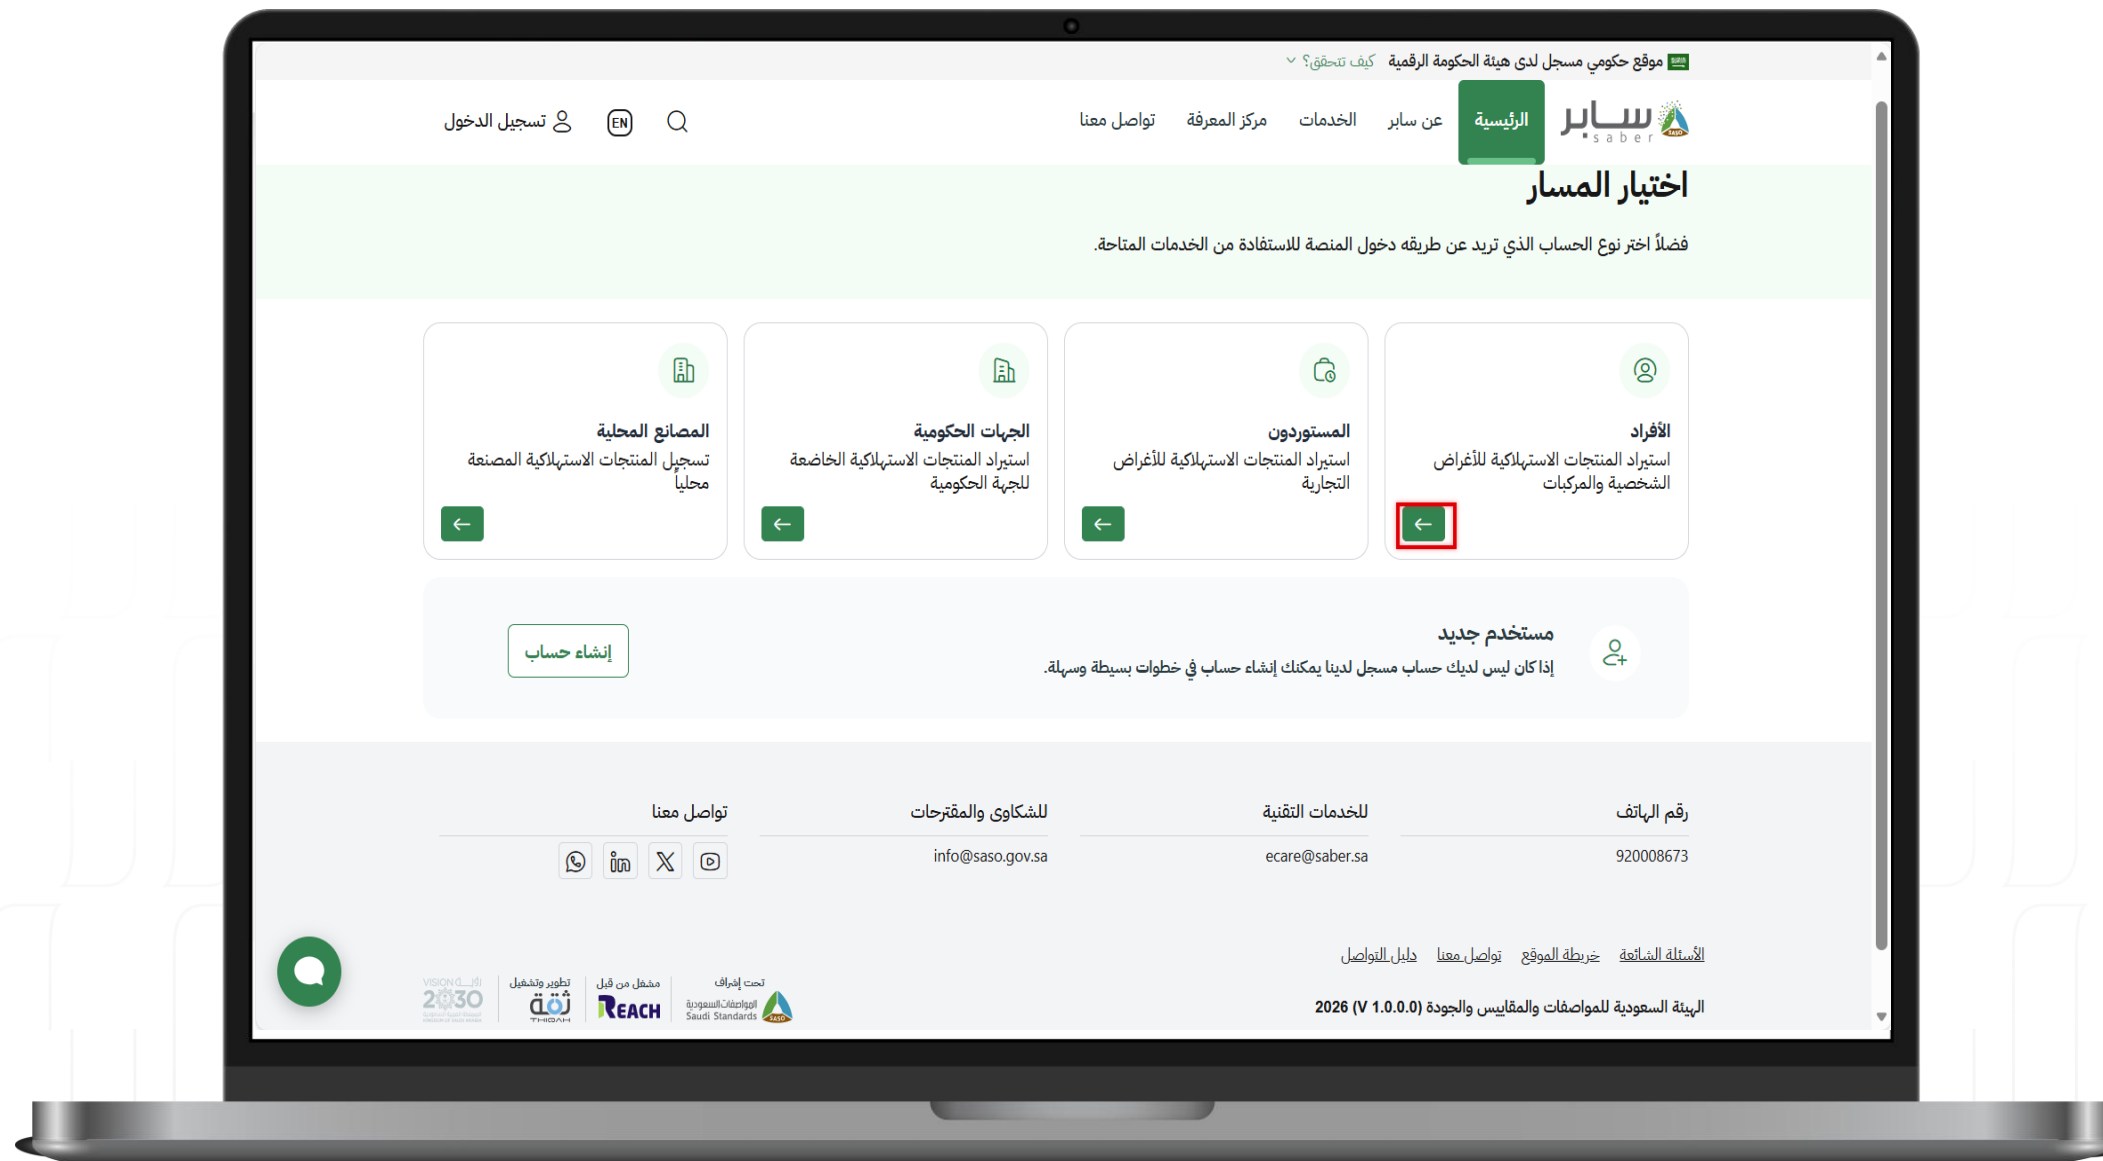 موقع حكومي مسجل لدى هيئة الحكومة الرقمية كيف تتحقق؟
سابر
saber
SASO
الرئيسية
عن سابر
الخدمات
مركز المعرفة
تواصل معنا
EN
تسجيل الدخول
اختيار المسار
فضلاً اختر نوع الحساب الذي تريد عن طريقه دخول المنصة للاستفادة من الخدمات المتاحة.
الأفراد
استيراد المنتجات الاستهلاكية للأغراض
الشخصية والمركبات
المستوردون
استيراد المنتجات الاستهلاكية للأغراض
التجارية
الجهات الحكومية
استيراد المنتجات الاستهلاكية الخاضعة
للجهة الحكومية
المصانع المحلية
تسجيل المنتجات الاستهلاكية المصنعة
محلياً
مستخدم جديد
إذا كان ليس لديك حساب مسجل لدينا يمكنك إنشاء حساب في خطوات بسيطة وسهلة.
إنشاء حساب
رقم الهاتف
920008673
للخدمات التقنية
ecare@saber.sa
للشكاوى والمقترحات
info@saso.gov.sa
تواصل معنا
الأسئلة الشائعة خريطة الموقع تواصل معنا دليل التواصل
الهيئة السعودية للمواصفات والمقاييس والجودة 2026 (V 1.0.0.0)
تحت إشراف
المواصفات السعودية
Saudi Standards
SASO
مشغل من قبل
REACH
تطوير وتشغيل
ثقة
THIQAH
VISION رؤية
2030